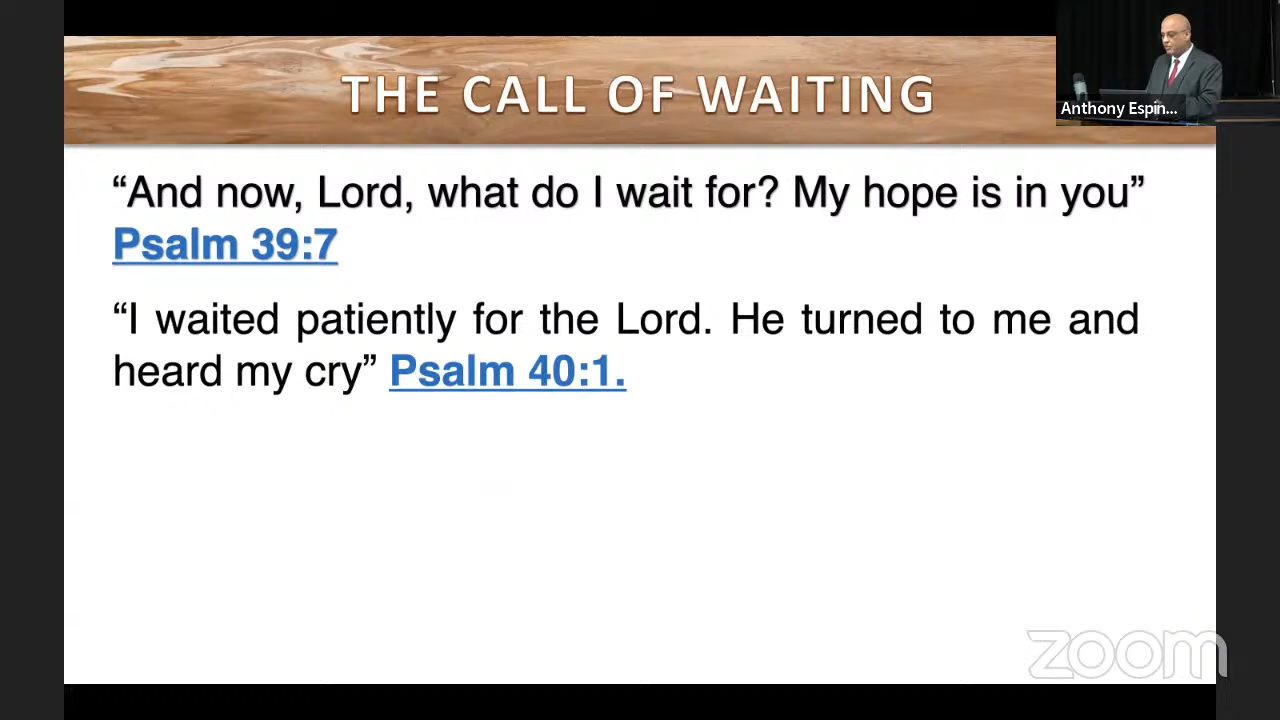 THE CALL OF WAITING
Anthony Espin...
“And now, Lord, what do I wait for? My hope is in you”
Psalm 39:7
“I waited patiently for the Lord. He turned to me and
heard my cry” Psalm 40:1.
zoom